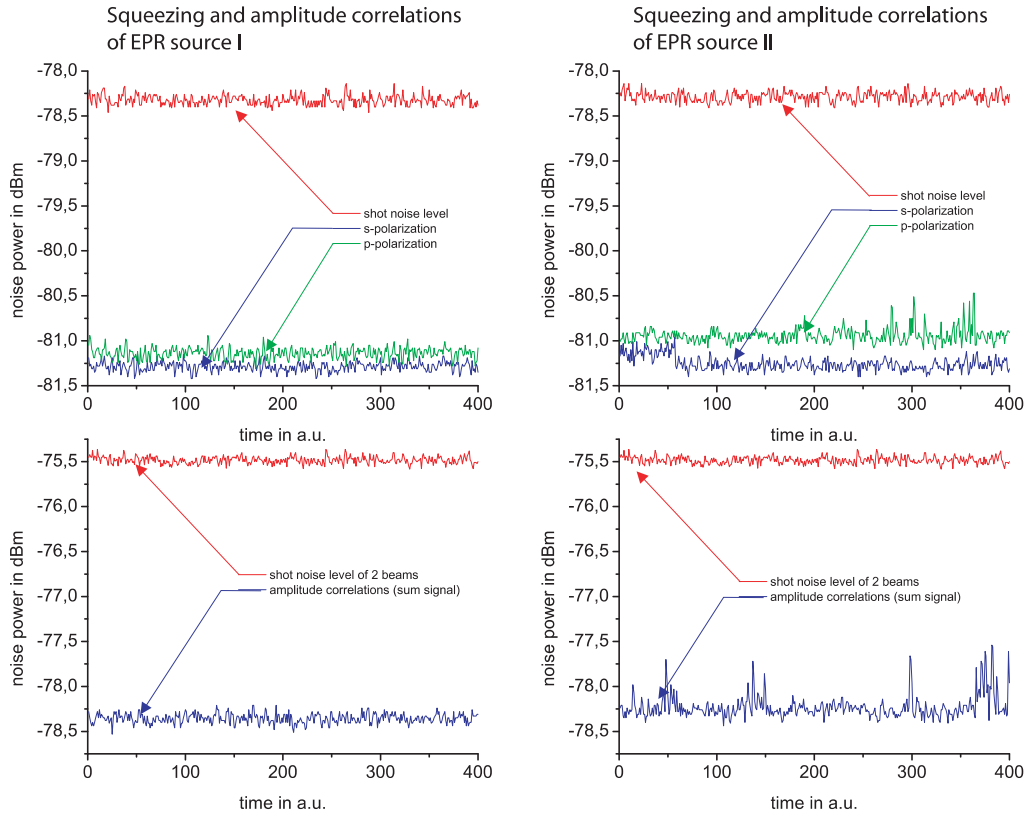 Squeezing and amplitude correlations
of EPR source I
Squeezing and amplitude correlations
of EPR source II
-78,0
-78,5
-79,0
-79,5
-80,0
-80,5
-81,0
-81,5
noise power in dBm
shot noise level
s-polarization
p-polarization
0
100
200
300
400
time in a.u.
-78,0
-78,5
-79,0
-79,5
-80,0
-80,5
-81,0
-81,5
noise power in dBm
shot noise level
s-polarization
p-polarization
0
100
200
300
400
time in a.u.
-75,5
-76,0
-76,5
-77,0
-77,5
-78,0
-78,5
noise power in dBm
shot noise level of 2 beams
amplitude correlations (sum signal)
0
100
200
300
400
time in a.u.
-75,5
-76,0
-76,5
-77,0
-77,5
-78,0
-78,5
noise power in dBm
shot noise level of 2 beams
amplitude correlations (sum signal)
0
100
200
300
400
time in a.u.